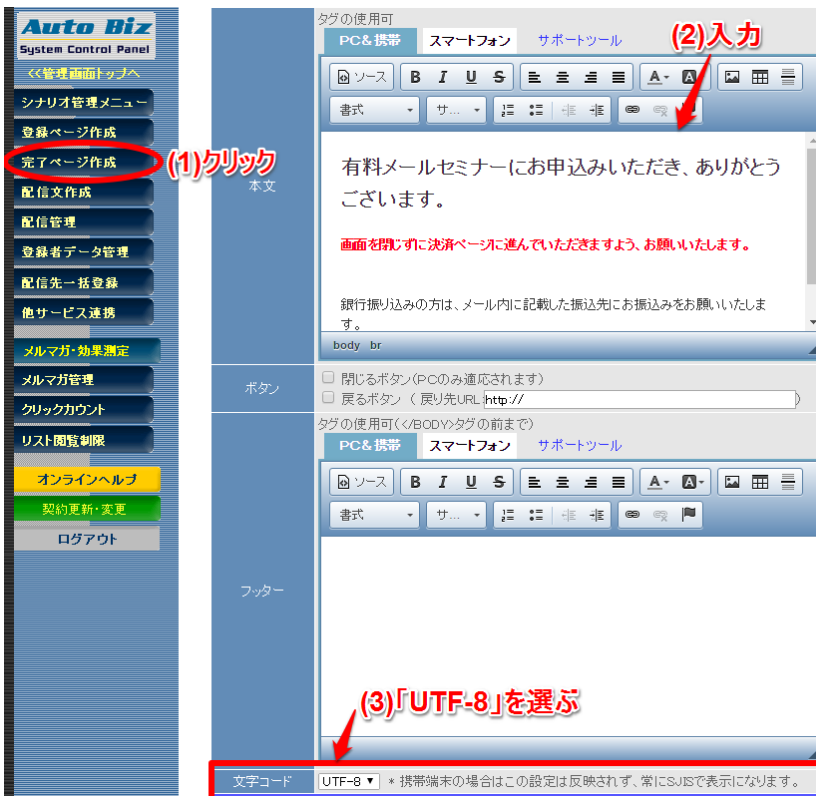 Auto Biz
System Control Panel
<<管理画面トップへ
シナリオ管理メニュー
登録ページ作成
完了ページ作成
(1)クリック
配信文作成
配信管理
登録者データ管理
配信先一括登録
他サービス連携
メルマガ・効果測定
メルマガ管理
クリックカウント
リスト閲覧制限
オンラインヘルプ
契約更新・変更
ログアウト
本文
タグの使用可
PC&携帯 スマートフォン サポートツール
(2)入力
ソース B I U S A A
書式 サ...
有料メールセミナーにお申込みいただき、ありがとう
ございます。
画面を閉じずに決済ページに進んでいただきますよう、お願いいたします。
銀行振り込みの方は、メール内に記載した振込先にお振込みをお願いいたしま
す。
body br
ボタン
閉じるボタン(PCのみ適応されます)
戻るボタン ( 戻り先URL:http:// )
フッター
タグの使用可(</BODY>タグの前まで)
PC&携帯 スマートフォン サポートツール
ソース B I U S A A
書式 サ...
(3)「UTF-8」を選ぶ
文字コード
UTF-8 ▼ * 携帯端末の場合はこの設定は反映されず、常にSJISで表示になります。